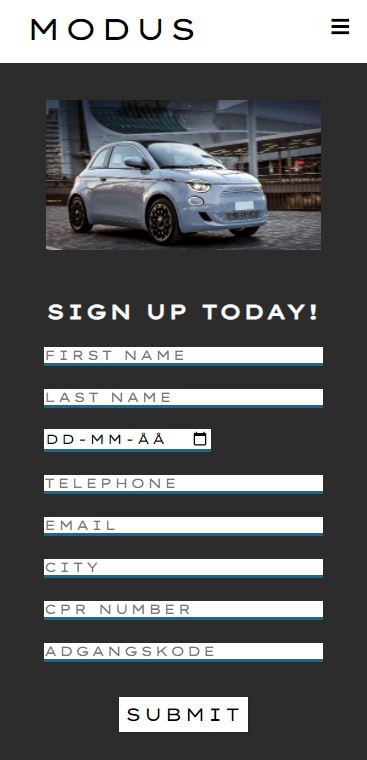 MODUS
SIGN UP TODAY!
FIRST NAME
LAST NAME
DD-MM-ÅÅ
TELEPHONE
EMAIL
CITY
CPR NUMBER
ADGANGSKODE
SUBMIT